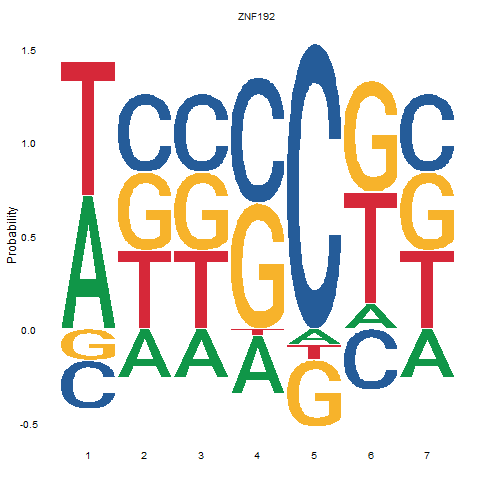 ZNF192
1.5
1.0
0.5
0.0
-0.5
Probability
T C C C C G C
A G G G A T G
G T T T T A T
C A A A G C A
1 2 3 4 5 6 7